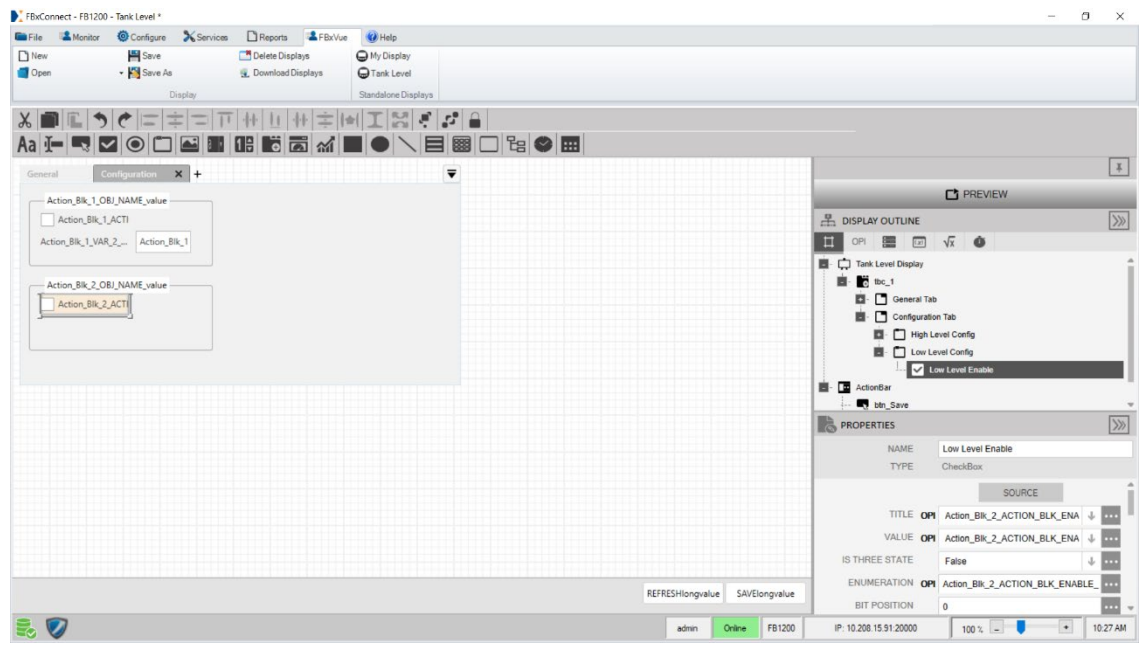 FBxConnect - FB1200 - Tank Level *
File Monitor Configure Services Reports FBxVue Help
New Save Delete Displays My Display
Open Save As Download Displays Tank Level
Display Standalone Displays
Aa
General Configuration X +
PREVIEW
Action_Blk_1_OBJ_NAME_value
Action_Blk_1_ACTI
Action_Blk_1_VAR_2_... Action_Blk_1
Action_Blk_2_OBJ_NAME_value
Action_Blk_2_ACTI
DISPLAY OUTLINE
OPI √x
Tank Level Display
tbc_1
General Tab
Configuration Tab
High Level Config
Low Level Config
Low Level Enable
ActionBar
btn_Save
PROPERTIES
NAME Low Level Enable
TYPE CheckBox
SOURCE
TITLE OPI Action_Blk_2_ACTION_BLK_ENA
VALUE OPI Action_Blk_2_ACTION_BLK_ENA
IS THREE STATE False
ENUMERATION OPI Action_Blk_2_ACTION_BLK_ENABLE_
BIT POSITION 0
REFRESHlongvalue SAVElongvalue
admin Online FB1200 IP: 10.208.15.91:20000 100 % - + 10:27 AM